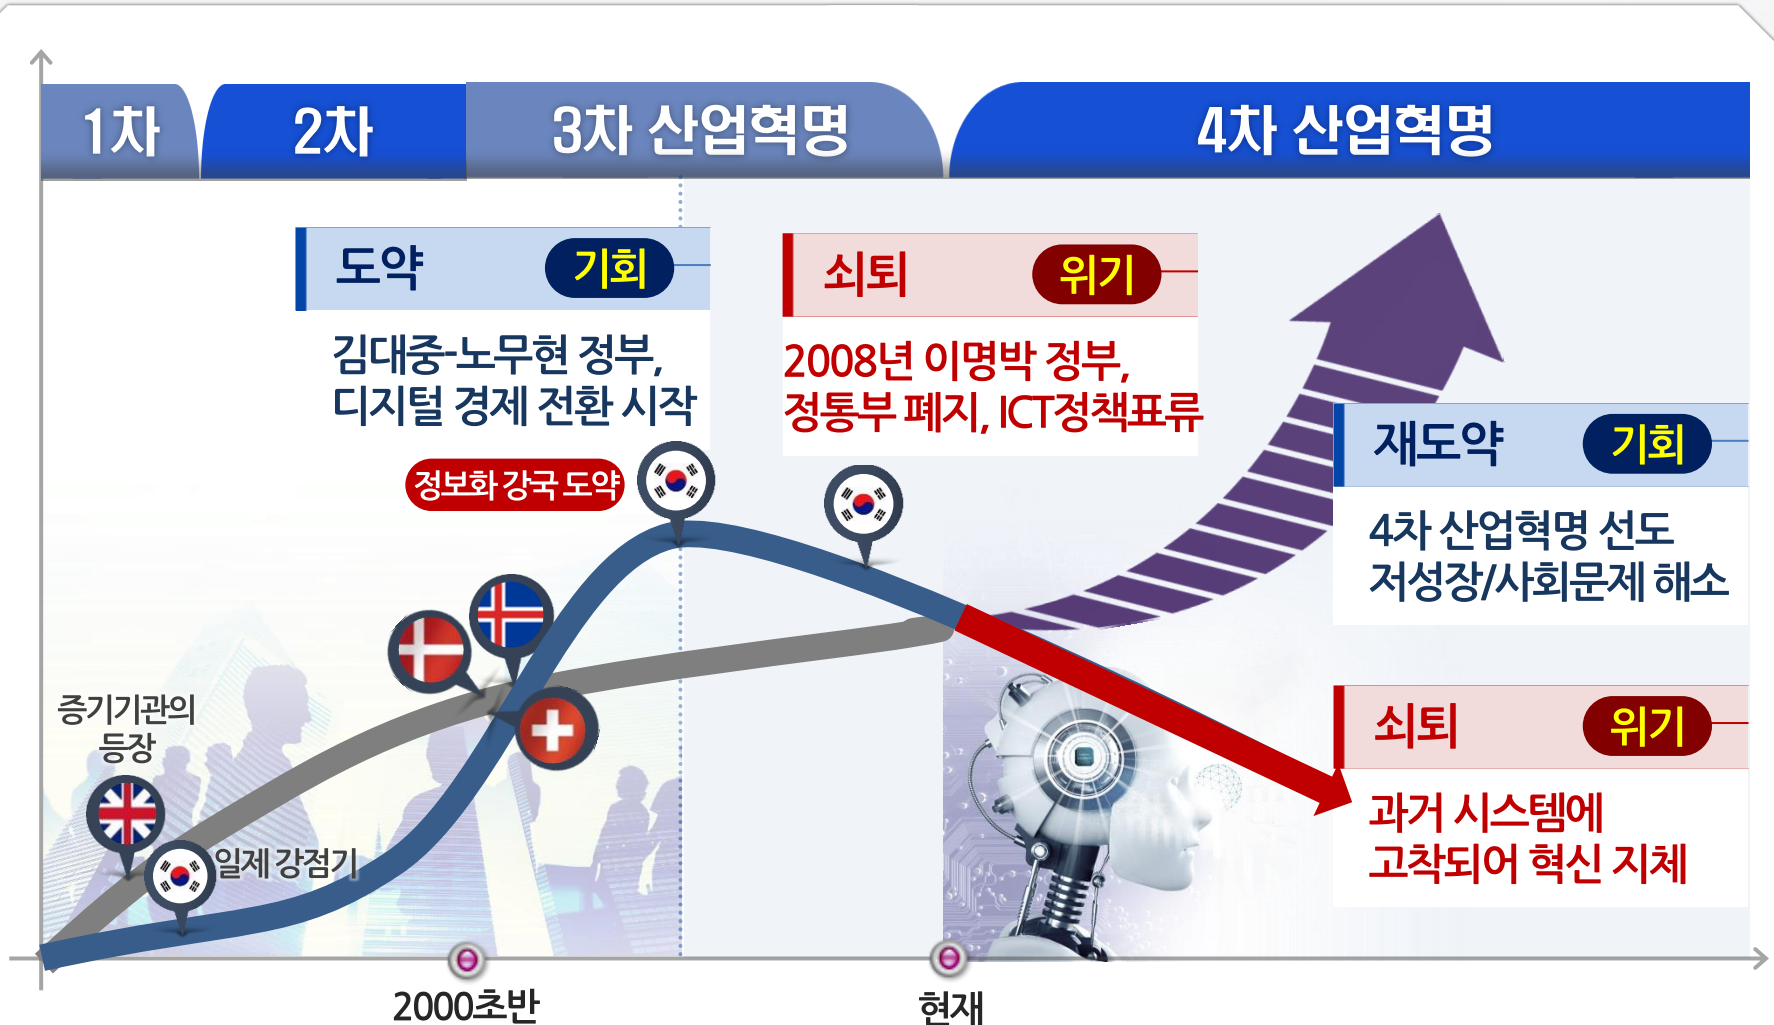 1차
2차
3차 산업혁명
4차 산업혁명
도약
기회
김대중-노무현 정부,
디지털 경제 전환 시작
정보화 강국 도약
쇠퇴
위기
2008년 이명박 정부,
정통부 폐지, ICT정책표류
재도약
기회
4차 산업혁명 선도
저성장/사회문제 해소
쇠퇴
위기
과거 시스템에
고착되어 혁신 지체
증기기관의
등장
일제 강점기
2000초반
현재